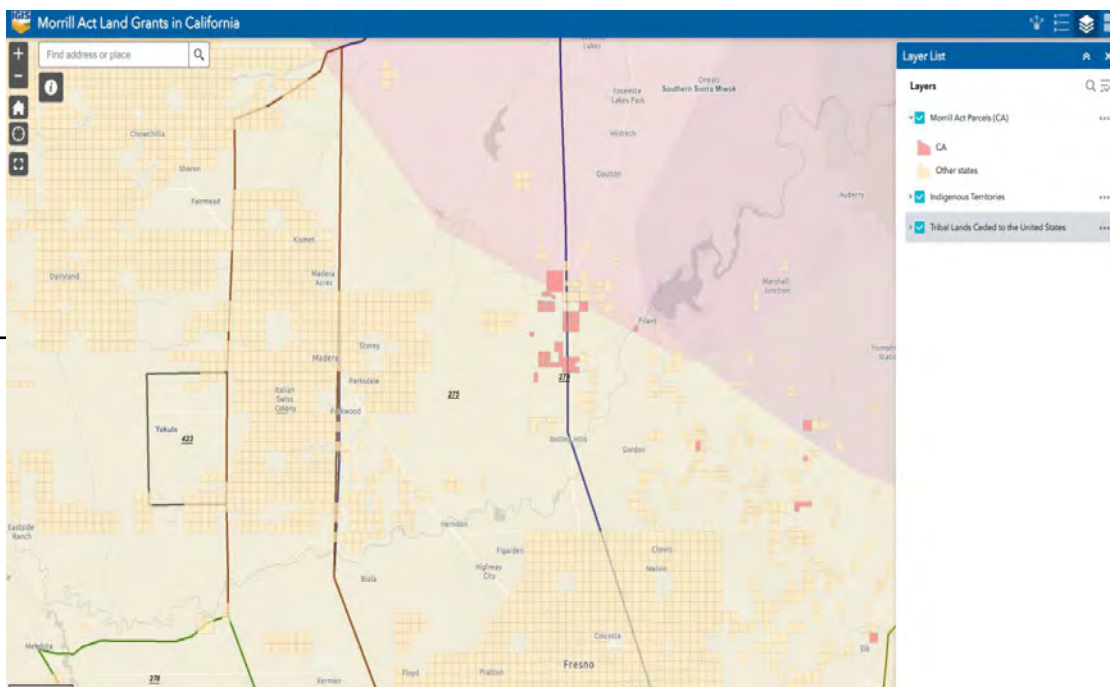 Morrill Act Land Grants in California
Find address or place
Layer List
Layers
Morrill Act Parcels (CA)
CA
Other states
Indigenous Territories
Tribal Lands Ceded to the United States
Lakes
Yosemite
Lakes Park
Oneals
Southern Sierra Miwok
Chowchilla
Hildreth
Sharon
Daulton
Fairmead
Auberry
Kismet
Dairyland
Madera
Acres
Marshall
Junction
Friant
Storey
Madera
Parksdale
279
Italian
Swiss
Colony
275
Parkwood
Yokuts
423
Rolling Hills
Gordon
Eastside
Ranch
Herndon
Figarden
Clovis
Highway
City
Melvin
Biola
Cincotta
Mendota
Elk
Fresno
278
Kerman
Floyd
Pratton